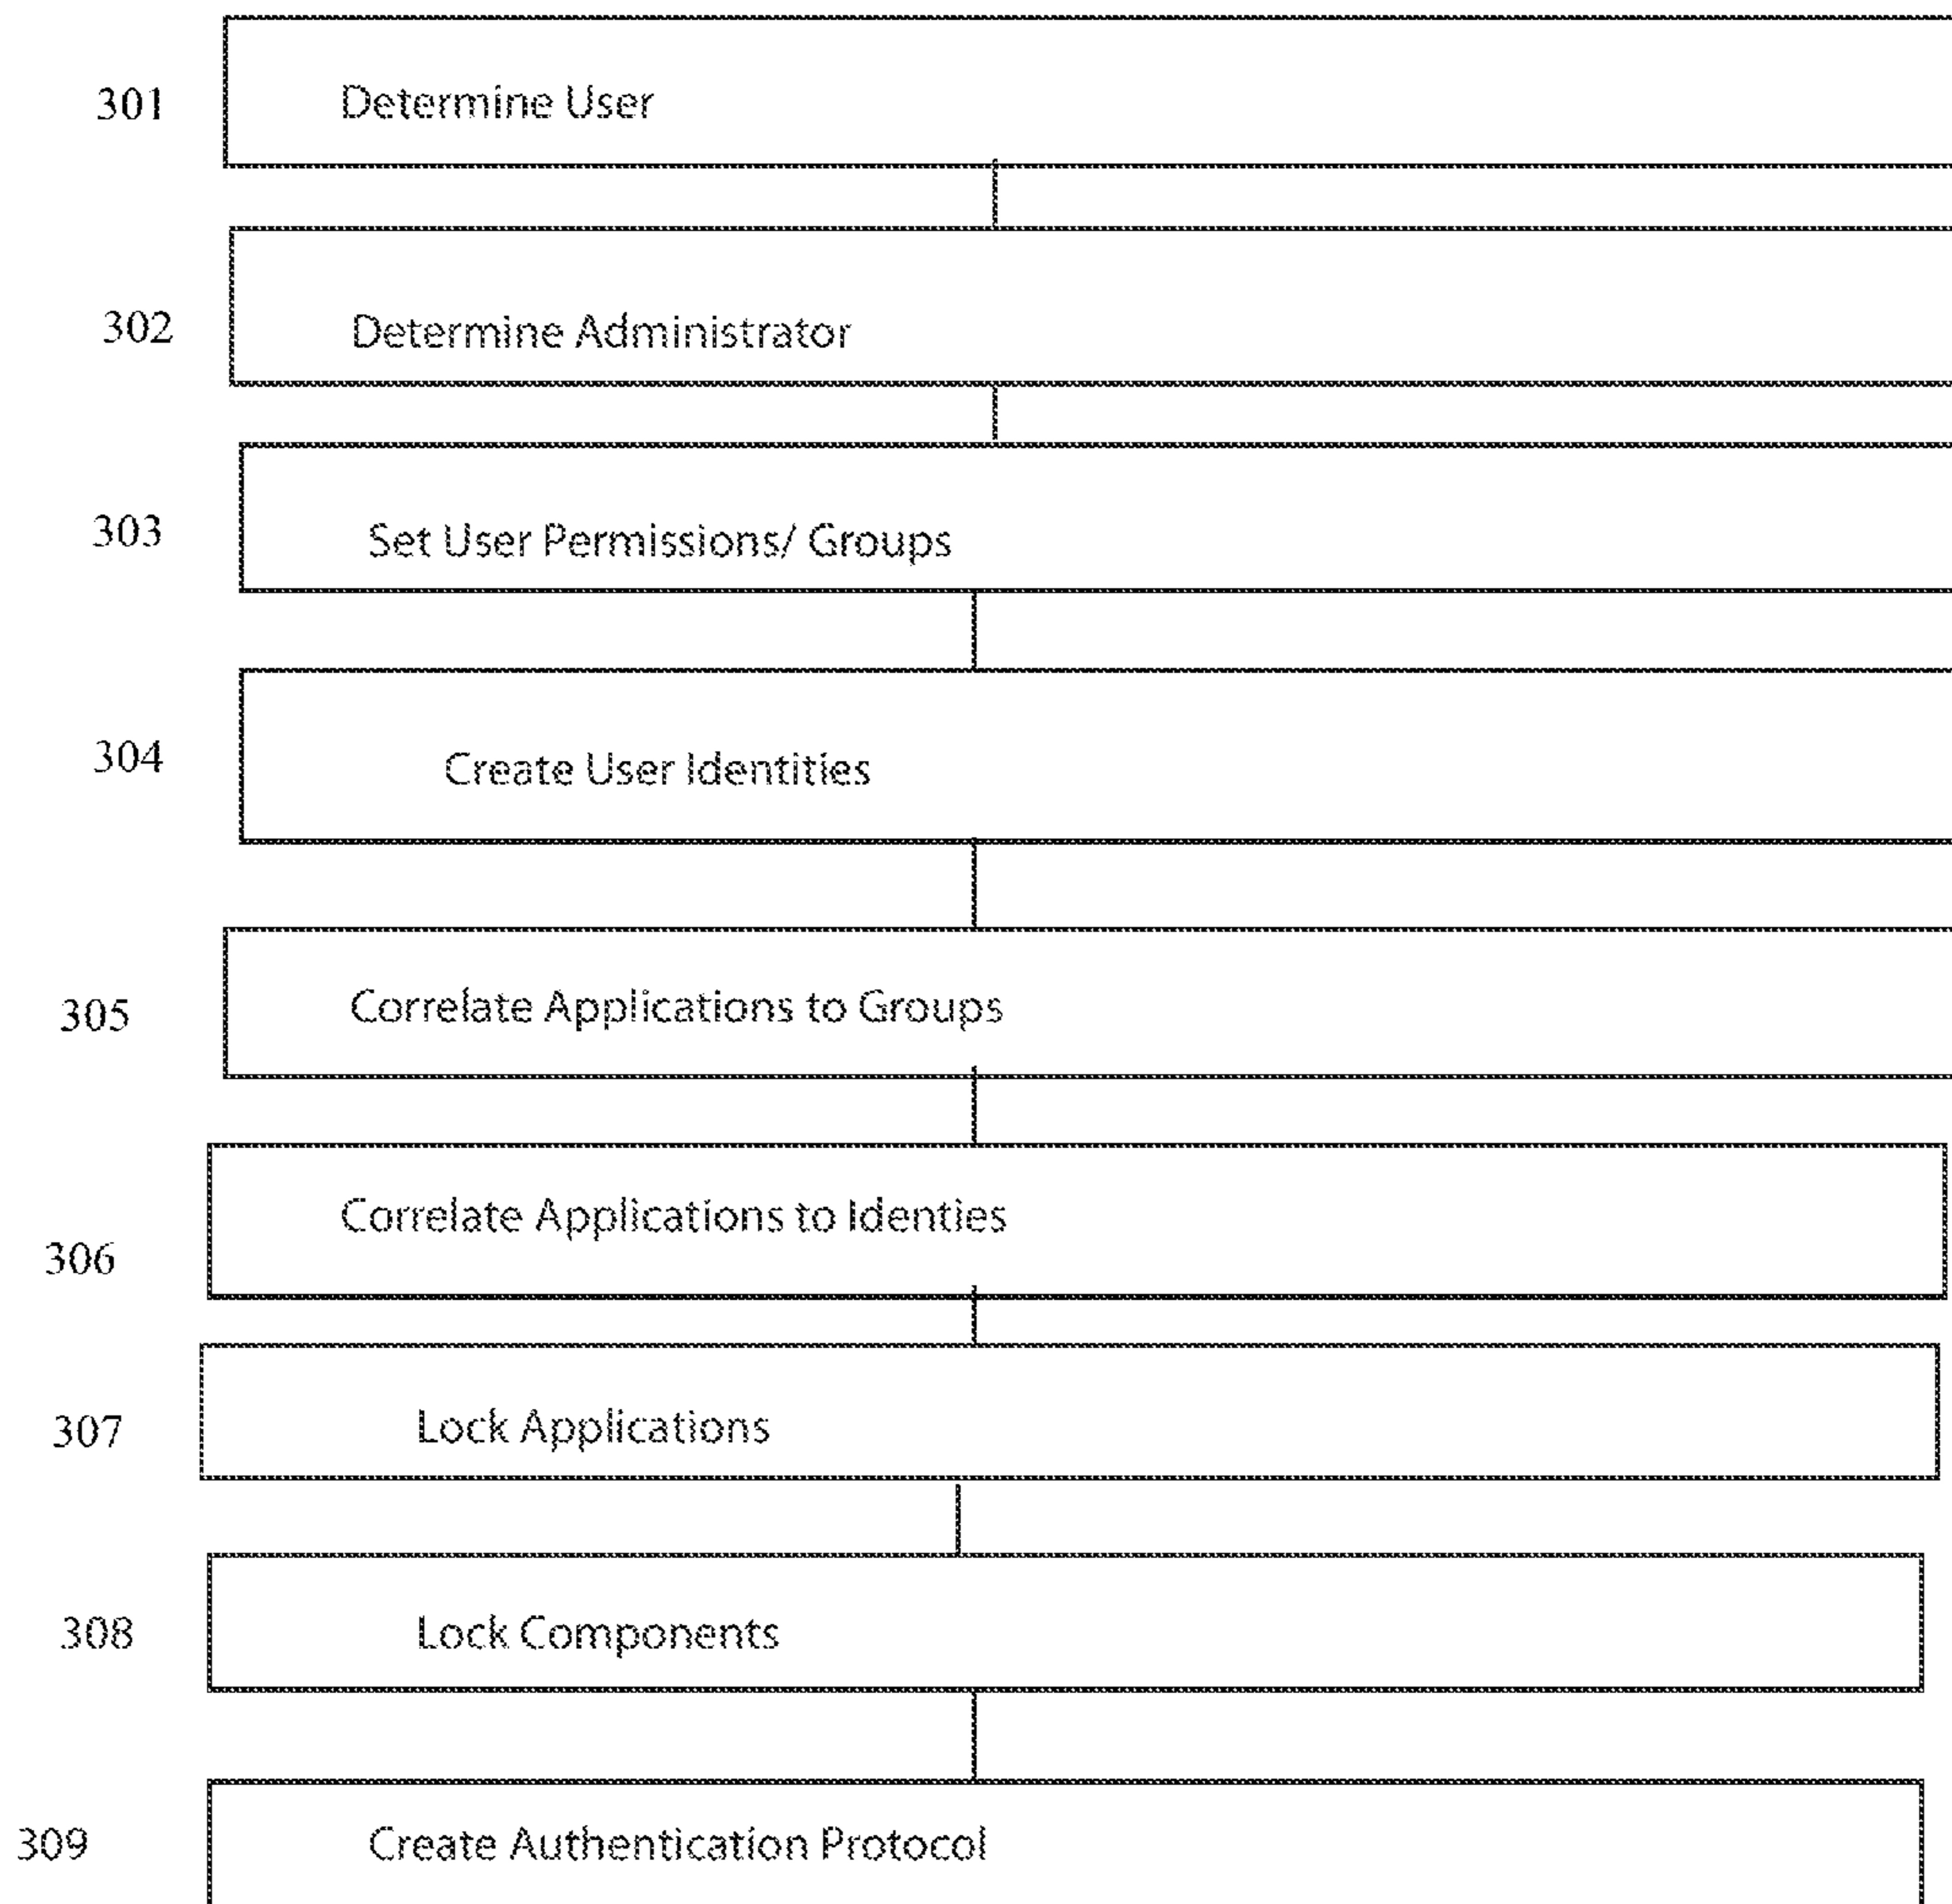 301 Determine User
302 Determine Administrator
303 Set User Permissions/ Groups
304 Create User Identities
305 Correlate Applications to Groups
306 Correlate Applications to Identies
307 Lock Applications
308 Lock Components
309 Create Authentication Protocol